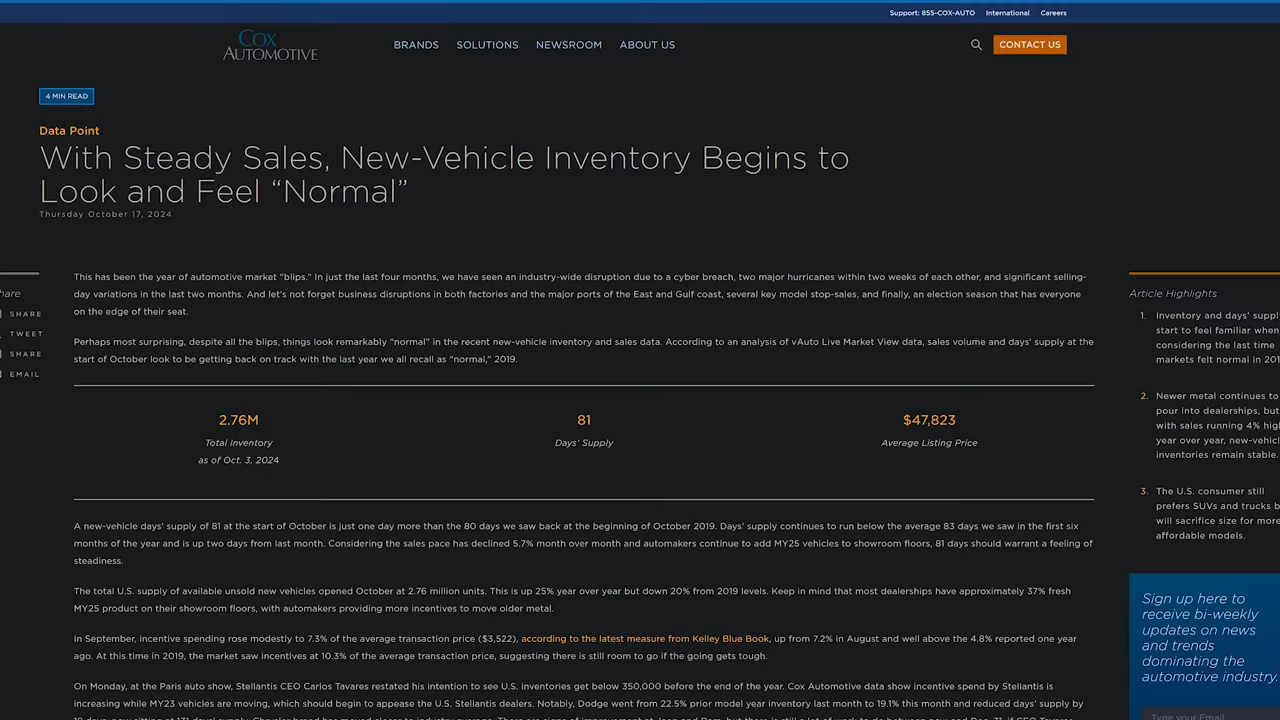 Support: 855-COX-AUTO International Careers
COX
AUTOMOTIVE
BRANDS SOLUTIONS NEWSROOM ABOUT US
CONTACT US
4 MIN READ
Data Point
With Steady Sales, New-Vehicle Inventory Begins to
Look and Feel “Normal”
Thursday October 17, 2024
hare
SHARE
TWEET
SHARE
EMAIL
This has been the year of automotive market “blips.” In just the last four months, we have seen an industry-wide disruption due to a cyber breach, two major hurricanes within two weeks of each other, and significant selling-
day variations in the last two months. And let’s not forget business disruptions in both factories and the major ports of the East and Gulf coast, several key model stop-sales, and finally, an election season that has everyone
on the edge of their seat.
Perhaps most surprising, despite all the blips, things look remarkably “normal” in the recent new-vehicle inventory and sales data. According to an analysis of vAuto Live Market View data, sales volume and days’ supply at the
start of October look to be getting back on track with the last year we all recall as “normal,” 2019.
2.76M
Total Inventory
as of Oct. 3, 2024
81
Days’ Supply
$47,823
Average Listing Price
A new-vehicle days’ supply of 81 at the start of October is just one day more than the 80 days we saw back at the beginning of October 2019. Days’ supply continues to run below the average 83 days we saw in the first six
months of the year and is up two days from last month. Considering the sales pace has declined 5.7% month over month and automakers continue to add MY25 vehicles to showroom floors, 81 days should warrant a feeling of
steadiness.
The total U.S. supply of available unsold new vehicles opened October at 2.76 million units. This is up 25% year over year but down 20% from 2019 levels. Keep in mind that most dealerships have approximately 37% fresh
MY25 product on their showroom floors, with automakers providing more incentives to move older metal.
In September, incentive spending rose modestly to 7.3% of the average transaction price ($3,522), according to the latest measure from Kelley Blue Book, up from 7.2% in August and well above the 4.8% reported one year
ago. At this time in 2019, the market saw incentives at 10.3% of the average transaction price, suggesting there is still room to go if the going gets tough.
On Monday, at the Paris auto show, Stellantis CEO Carlos Tavares restated his intention to see U.S. inventories get below 350,000 before the end of the year. Cox Automotive data show incentive spend by Stellantis is
increasing while MY23 vehicles are moving, which should begin to appease the U.S. Stellantis dealers. Notably, Dodge went from 22.5% prior model year inventory last month to 19.1% this month and reduced days’ supply by
Article Highlights
1. Inventory and days’ supply
start to feel familiar when
considering the last time
markets felt normal in 201
2. Newer metal continues to
pour into dealerships, but
with sales running 4% high
year over year, new-vehicl
inventories remain stable.
3. The U.S. consumer still
prefers SUVs and trucks b
will sacrifice size for more
affordable models.
Sign up here to
receive bi-weekly
updates on news
and trends
dominating the
automotive industry.
Type your Email